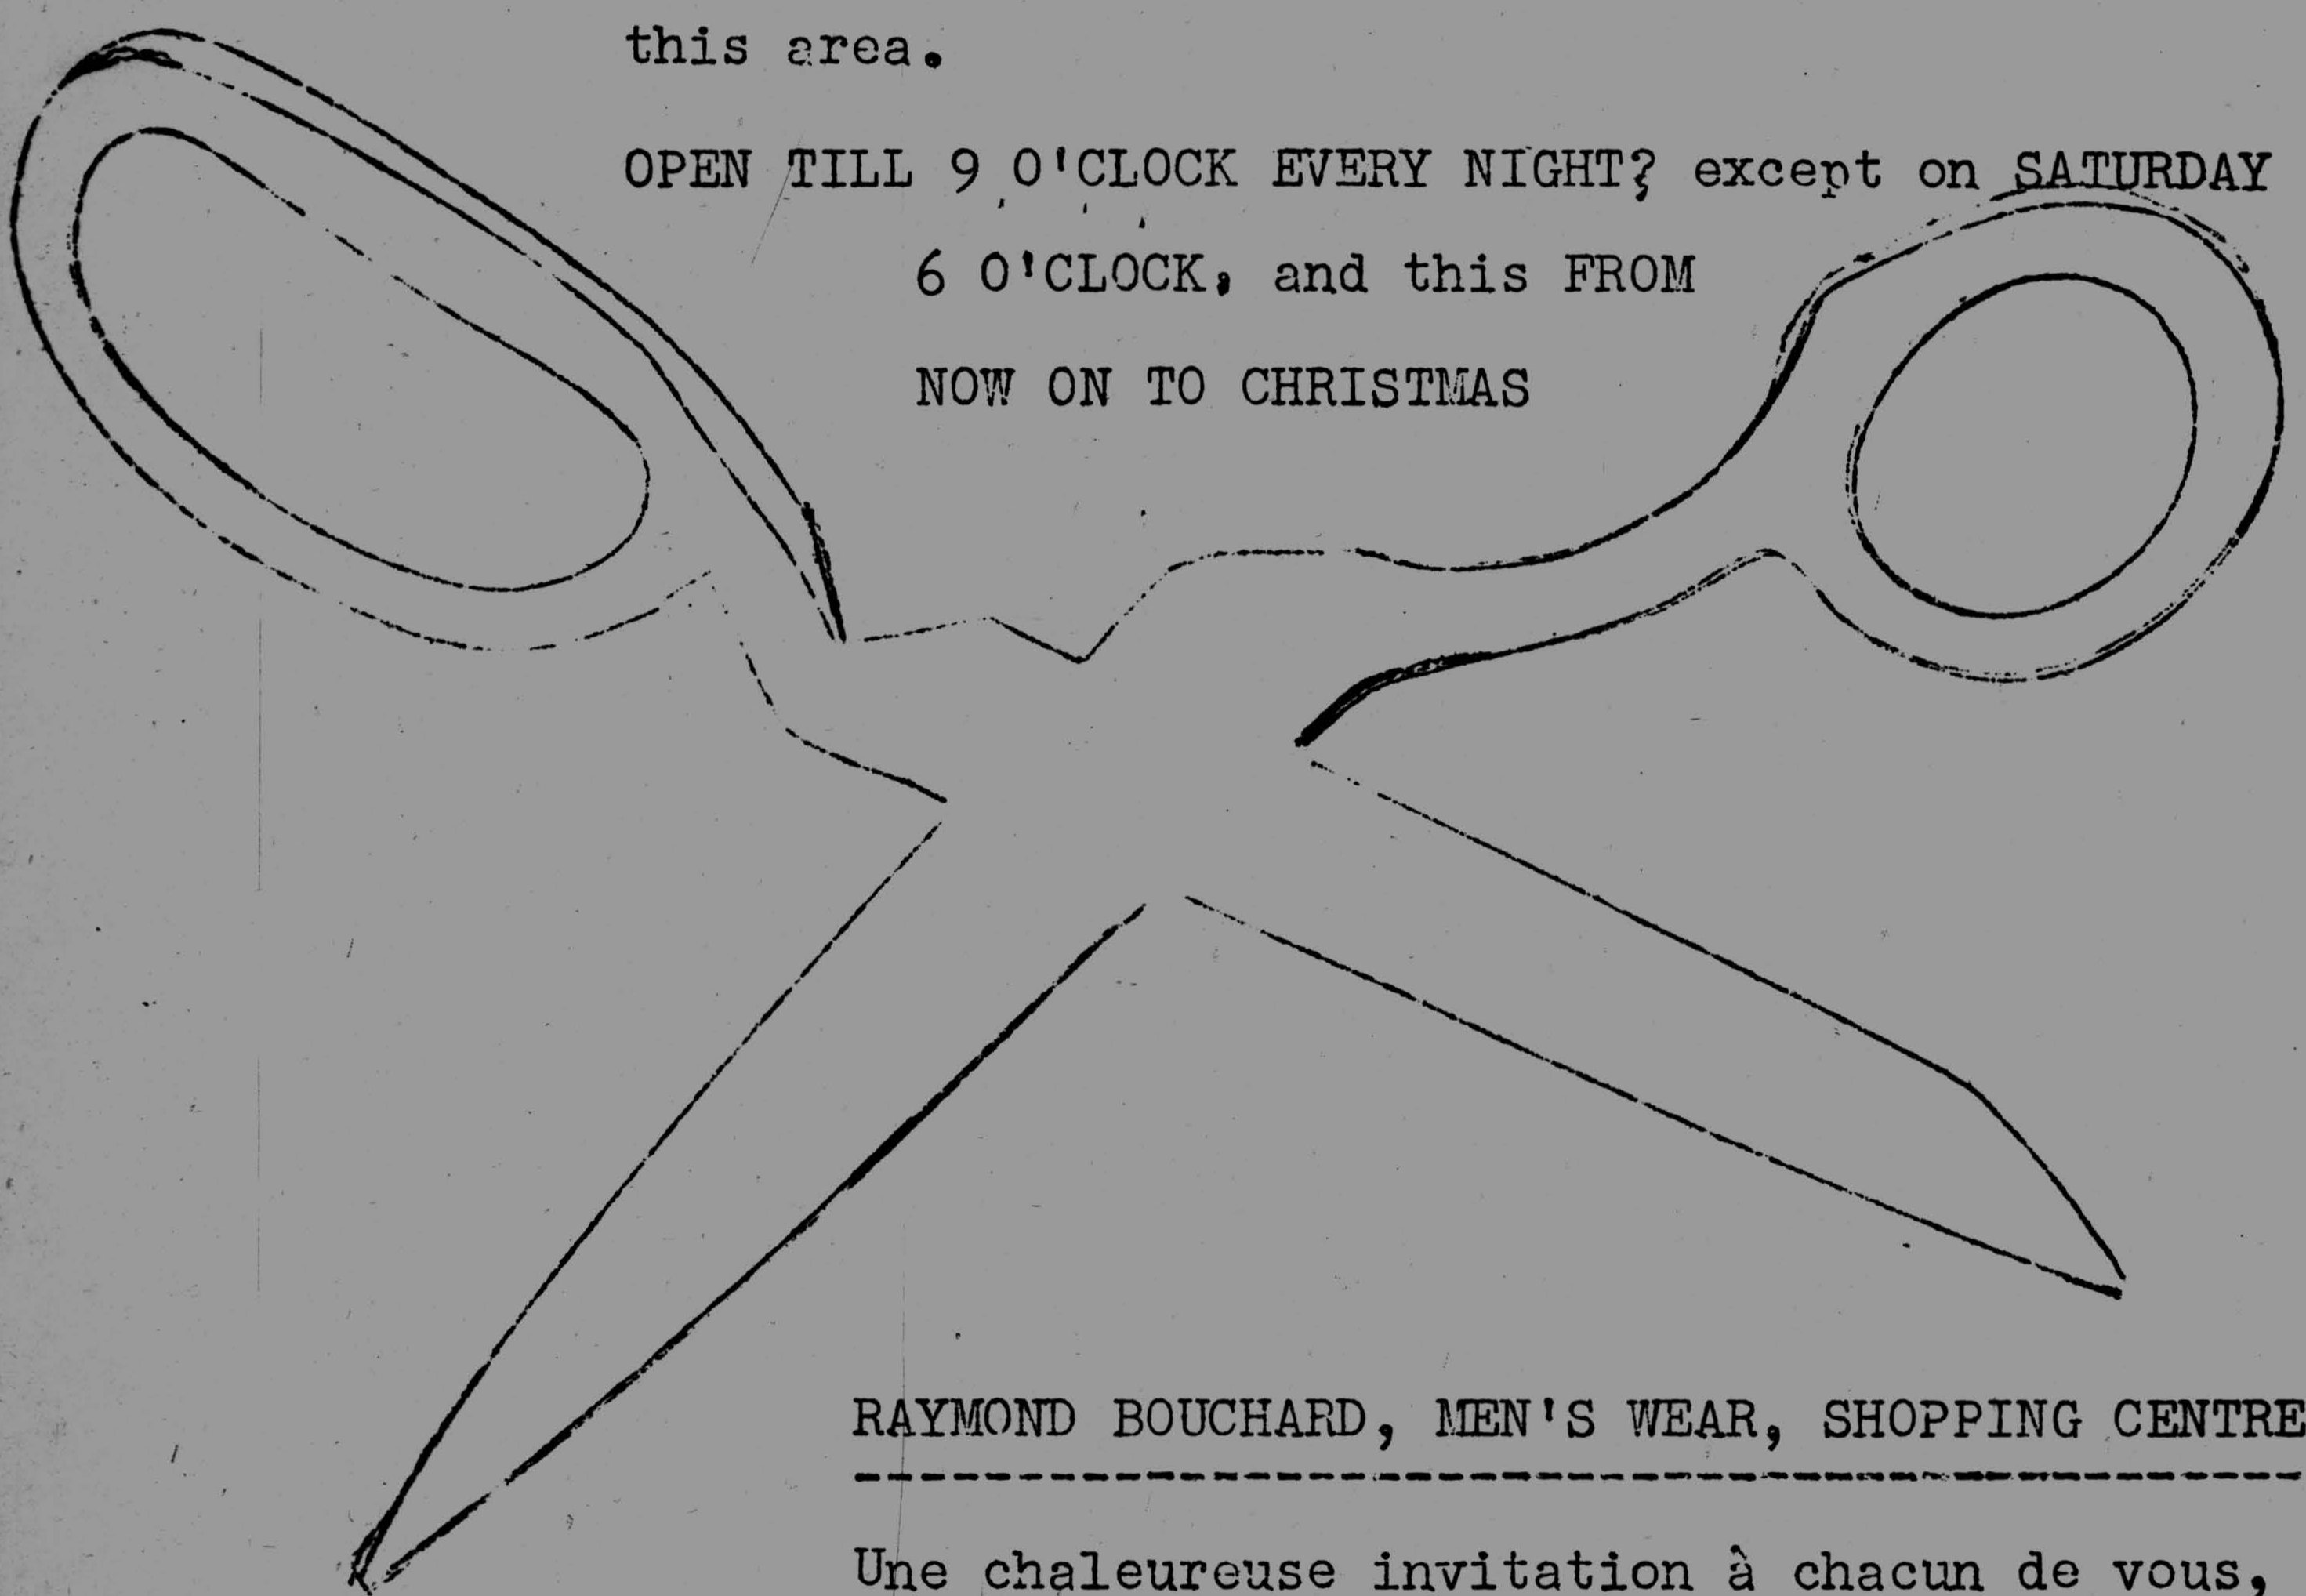 this area.
OPEN TILL 9 O'CLOCK EVERY NIGHT? except on SATURDAY
6 O'CLOCK, and this FROM
NOW ON TO CHRISTMAS
RAYMOND BOUCHARD, MEN'S WEAR, SHOPPING CENTRE
Une chaleureuse invitation à chacun de vous,